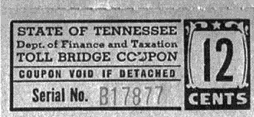 STATE OF TENNESSEE
Dept. of Finance and Taxation
TOLL BRIDGE COUPON
COUPON VOID IF DETACHED
Serial No. B17877
12
CENTS